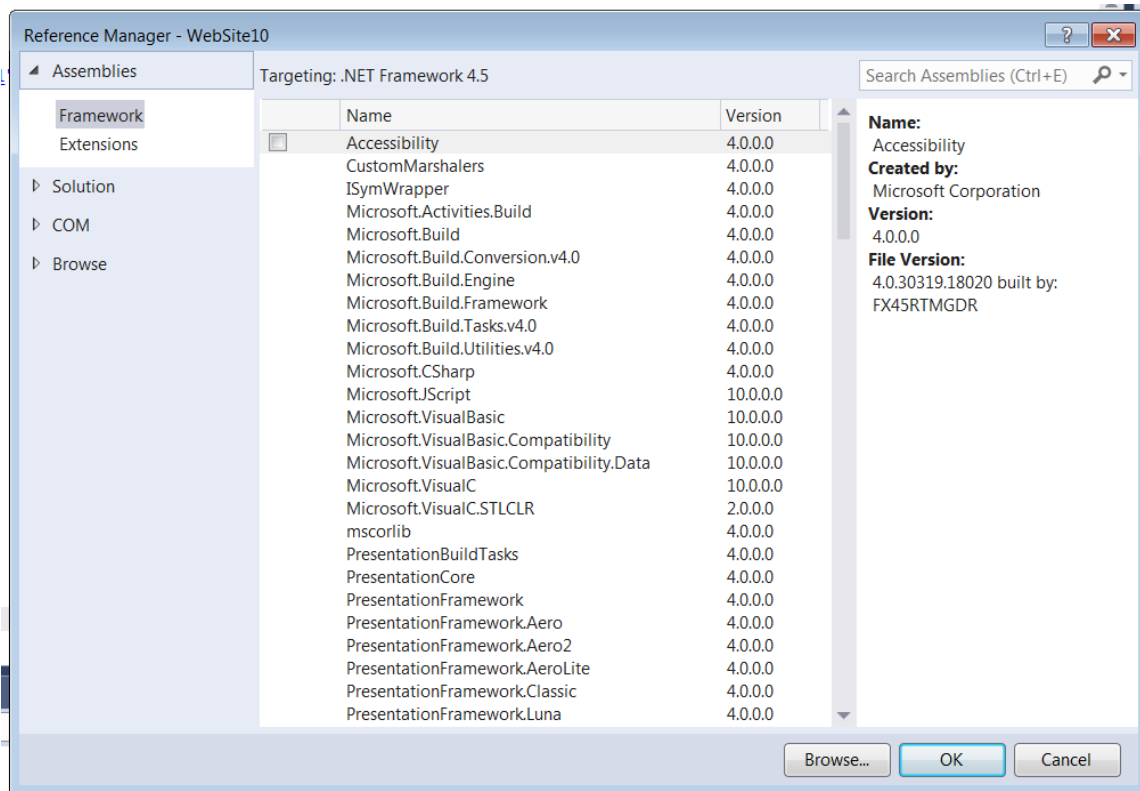 Reference Manager - WebSite10
Assemblies
Framework
Extensions
Solution
COM
Browse
Targeting: .NET Framework 4.5
Search Assemblies (Ctrl+E)
Name Version
Accessibility 4.0.0.0
CustomMarshalers 4.0.0.0
ISymWrapper 4.0.0.0
Microsoft.Activities.Build 4.0.0.0
Microsoft.Build 4.0.0.0
Microsoft.Build.Conversion.v4.0 4.0.0.0
Microsoft.Build.Engine 4.0.0.0
Microsoft.Build.Framework 4.0.0.0
Microsoft.Build.Tasks.v4.0 4.0.0.0
Microsoft.Build.Utilities.v4.0 4.0.0.0
Microsoft.CSharp 4.0.0.0
Microsoft.JScript 10.0.0.0
Microsoft.VisualBasic 10.0.0.0
Microsoft.VisualBasic.Compatibility 10.0.0.0
Microsoft.VisualBasic.Compatibility.Data 10.0.0.0
Microsoft.VisualC 10.0.0.0
Microsoft.VisualC.STLCLR 2.0.0.0
mscorlib 4.0.0.0
PresentationBuildTasks 4.0.0.0
PresentationCore 4.0.0.0
PresentationFramework 4.0.0.0
PresentationFramework.Aero 4.0.0.0
PresentationFramework.Aero2 4.0.0.0
PresentationFramework.AeroLite 4.0.0.0
PresentationFramework.Classic 4.0.0.0
PresentationFramework.Luna 4.0.0.0
Name:
Accessibility
Created by:
Microsoft Corporation
Version:
4.0.0.0
File Version:
4.0.30319.18020 built by:
FX45RTMGDR
Browse... OK Cancel